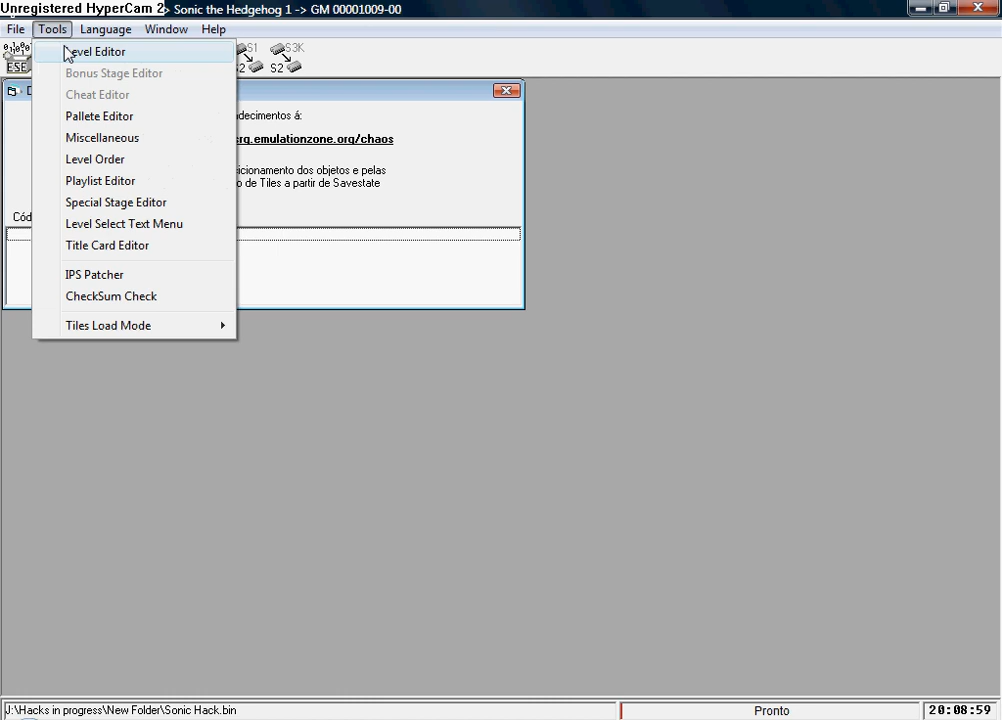 Unregistered HyperCam 2> Sonic the Hedgehog 1 -> GM 00001009-00
File Tools Language Window Help
ESE
S1
S2
S3K
S2
Level Editor
Bonus Stage Editor
Cheat Editor
Pallete Editor
Miscellaneous
Level Order
Playlist Editor
Special Stage Editor
Level Select Text Menu
Title Card Editor
IPS Patcher
CheckSum Check
Tiles Load Mode
decimentos á:
.emulationzone.org/chaos
icionamento dos objetos e pelas
o de Tiles a partir de Savestate
Cód
J:\Hacks in progress\New Folder\Sonic Hack.bin
Pronto
20:08:59